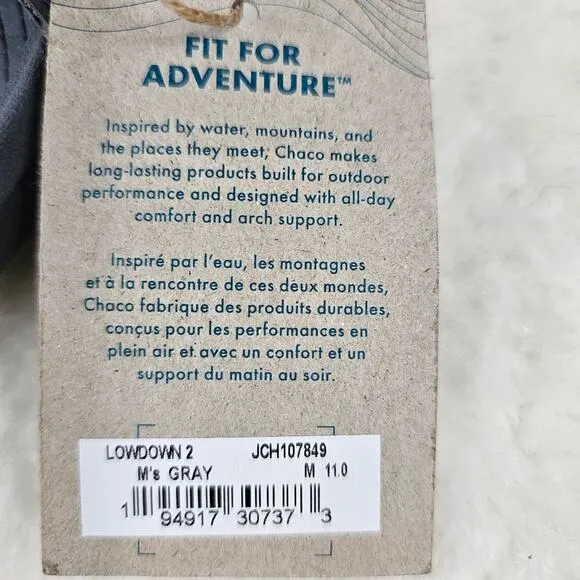 FIT FOR
ADVENTURE™
Inspired by water, mountains, and
the places they meet, Chaco makes
long-lasting products built for outdoor
performance and designed with all-day
comfort and arch support.
Inspiré par l'eau, les montagnes
et à la rencontre de ces deux mondes,
Chaco fabrique des produits durables,
conçus pour les performances en
plein air et avec un confort et un
support du matin au soir.
LOWDOWN 2 JCH107849
M's GRAY M 11.0
1 94917 30737 3